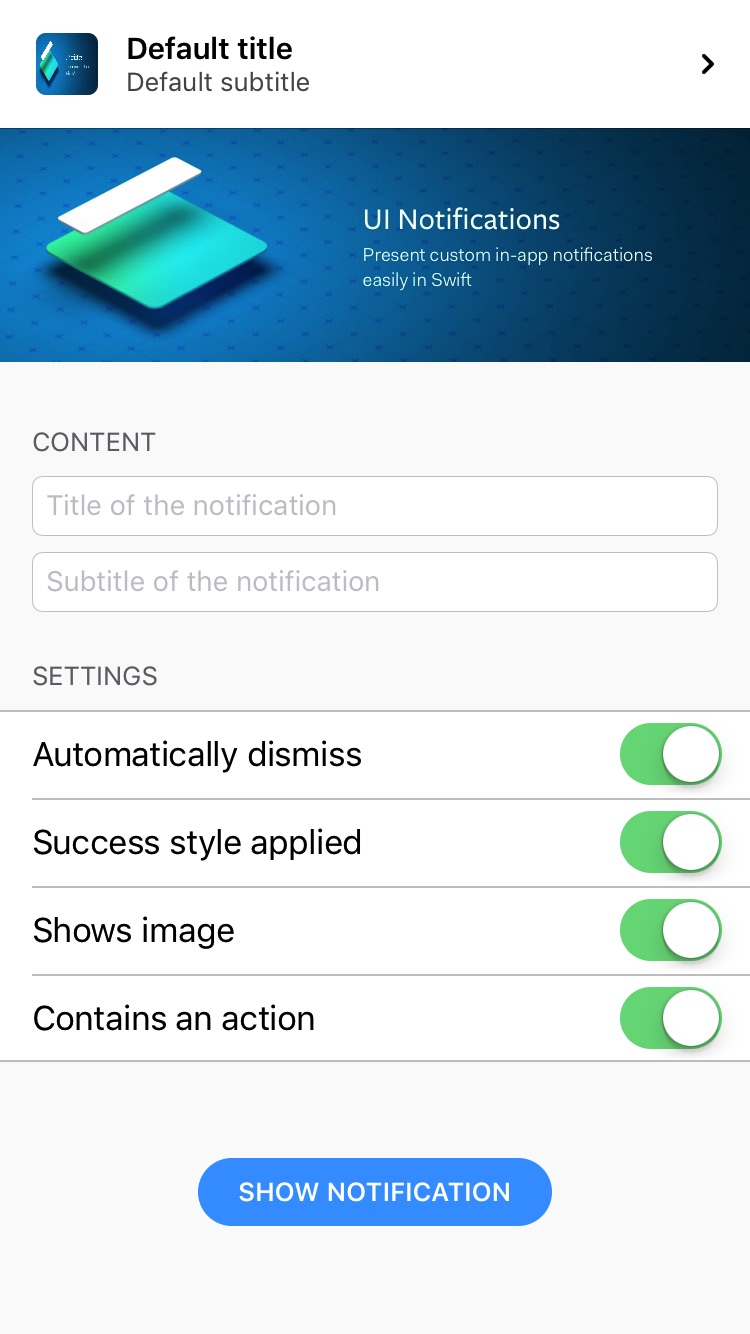 Default title
Default subtitle
UI Notifications
Present custom in-app notifications
easily in Swift
CONTENT
Title of the notification
Subtitle of the notification
SETTINGS
Automatically dismiss
Success style applied
Shows image
Contains an action
SHOW NOTIFICATION